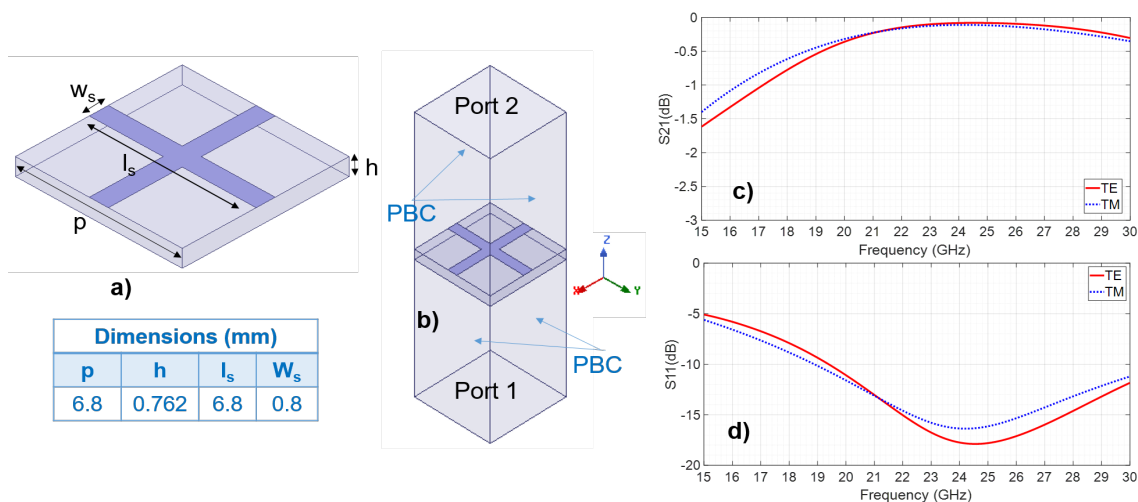 wₛ
lₛ
h
p
a)
Dimensions (mm)
p h lₛ Wₛ
6.8 0.762 6.8 0.8
Port 2
PBC
Z
X
Y
b)
PBC
Port 1
S21(dB)
0
-0.5
-1
-1.5
-2
-2.5
-3
c)
TE
TM
15 16 17 18 19 20 21 22 23 24 25 26 27 28 29 30
Frequency (GHz)
S11(dB)
0
-5
-10
-15
-20
d)
TE
TM
15 16 17 18 19 20 21 22 23 24 25 26 27 28 29 30
Frequency (GHz)